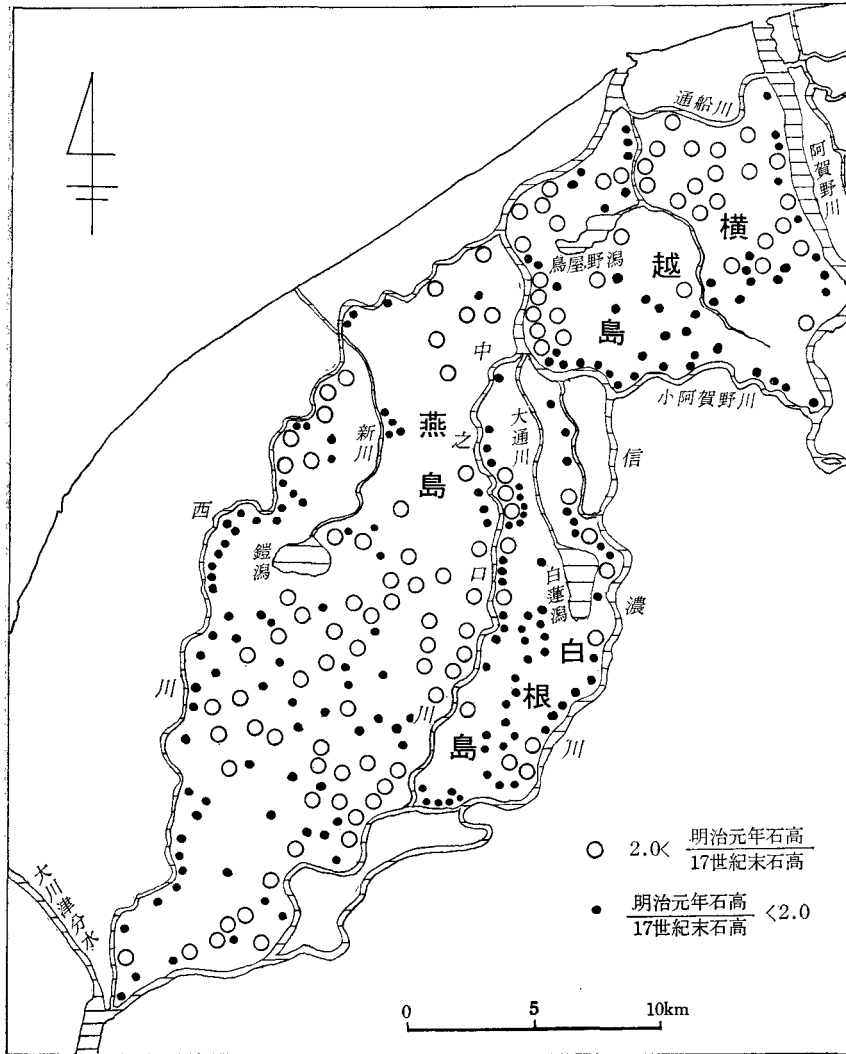 通船川
阿賀野川
横
越
島
鳥屋野潟
小阿賀野川
中之口川
大通川
信濃川
新川
燕
島
西川
鎧潟
白蓮潟
白
根
島
大川津分水
○ 2.0< 明治元年石高
17世紀末石高
● 明治元年石高
17世紀末石高 <2.0
0 5 10km